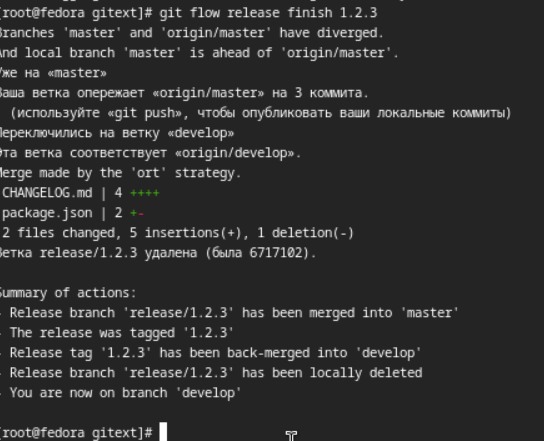 [root@fedora gitext]# git flow release finish 1.2.3
Branches 'master' and 'origin/master' have diverged.
And local branch 'master' is ahead of 'origin/master'.
Уже на «master»
Ваша ветка опережает «origin/master» на 3 коммита.
(используйте «git push», чтобы опубликовать ваши локальные коммиты)
Переключились на ветку «develop»
Эта ветка соответствует «origin/develop».
Merge made by the 'ort' strategy.
CHANGELOG.md | 4 ++++
package.json | 2 +-
2 files changed, 5 insertions(+), 1 deletion(-)
Ветка release/1.2.3 удалена (была 6717102).
Summary of actions:
- Release branch 'release/1.2.3' has been merged into 'master'
- The release was tagged '1.2.3'
- Release tag '1.2.3' has been back-merged into 'develop'
- Release branch 'release/1.2.3' has been locally deleted
- You are now on branch 'develop'
[root@fedora gitext]#